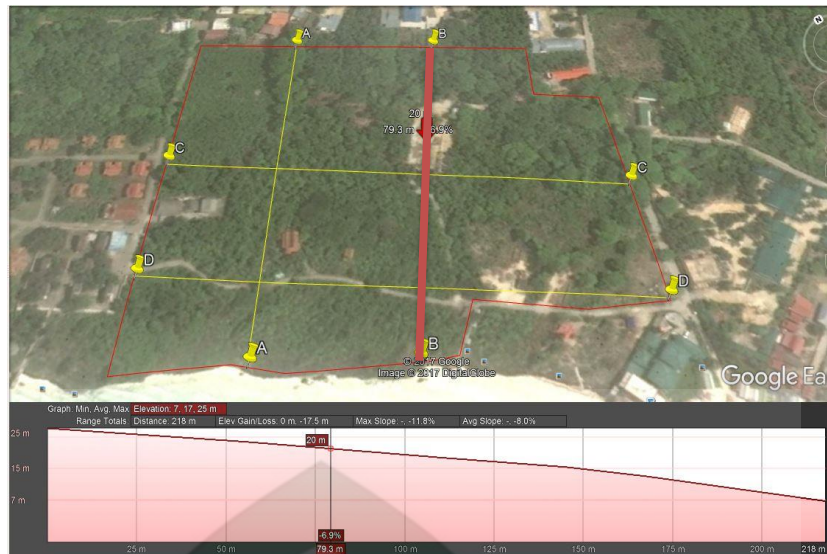 A
B
20
79.3 m
6.9%
C
C
D
D
A
B
© 2017 Google
Image © 2017 DigitalGlobe
Google Ea
Graph: Min, Avg, Max Elevation: 7, 17, 25 m
Range Totals Distance: 218 m Elev Gain/Loss: 0 m, -17.5 m Max Slope: -, -11.8% Avg Slope: -, -8.0%
25 m
20 m
15 m
7 m
-6.9%
25 m 50 m 79.3 m 100 m 125 m 150 m 175 m 200 m 218 m